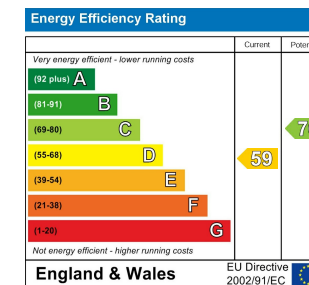 Energy Efficiency Rating
Current
Very energy efficient - lower running costs
(92 plus) A
(81-91) B
(69-80) C
(55-68) D
59
(39-54) E
(21-38) F
(1-20) G
Not energy efficient - higher running costs
England & Wales
EU Directive
2002/91/EC